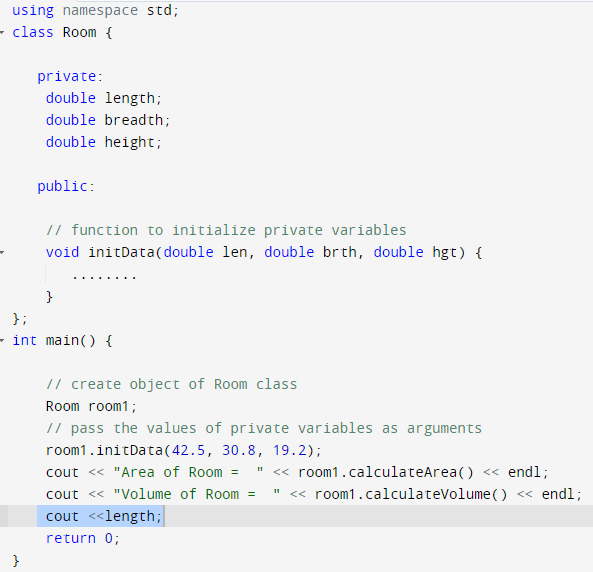 using namespace std;
class Room {
private:
double length;
double breadth;
double height;
public:
// function to initialize private variables
void initData(double len, double brth, double hgt) {
........
}
};
int main() {
// create object of Room class
Room room1;
// pass the values of private variables as arguments
room1.initData(42.5, 30.8, 19.2);
cout << "Area of Room =  " << room1.calculateArea() << endl;
cout << "Volume of Room =  " << room1.calculateVolume() << endl;
cout <<length;
return 0;
}